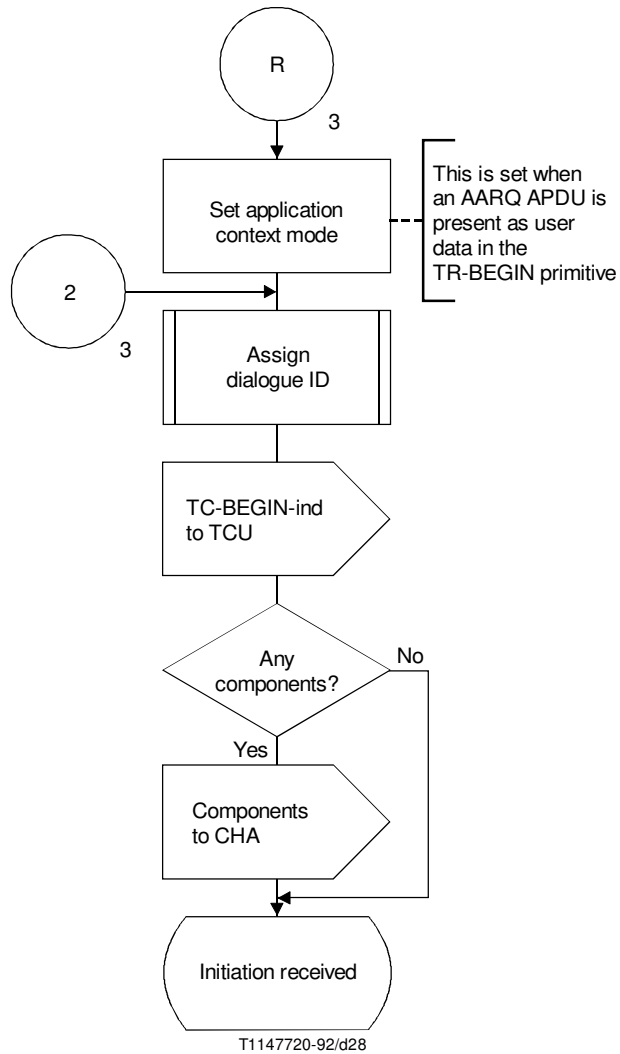 R
3
Set application
context mode
This is set when
an AARQ APDU is
present as user
data in the
TR-BEGIN primitive
2
3
Assign
dialogue ID
TC-BEGIN-ind
to TCU
Any
components?
No
Yes
Components
to CHA
Initiation received
T1147720-92/d28